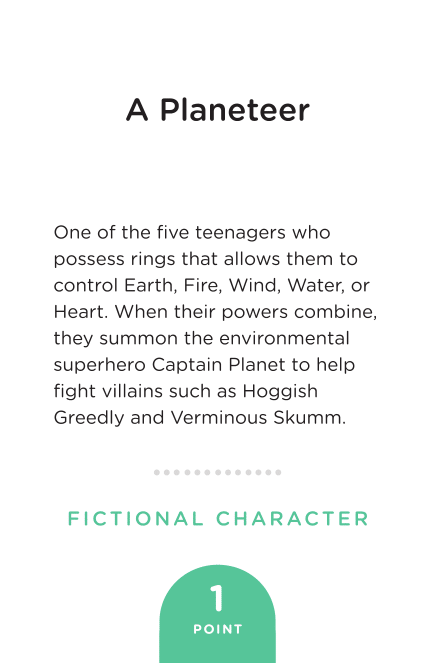 A Planeteer
One of the five teenagers who
possess rings that allows them to
control Earth, Fire, Wind, Water, or
Heart. When their powers combine,
they summon the environmental
superhero Captain Planet to help
fight villains such as Hoggish
Greedly and Verminous Skumm.
FICTIONAL CHARACTER
1
POINT